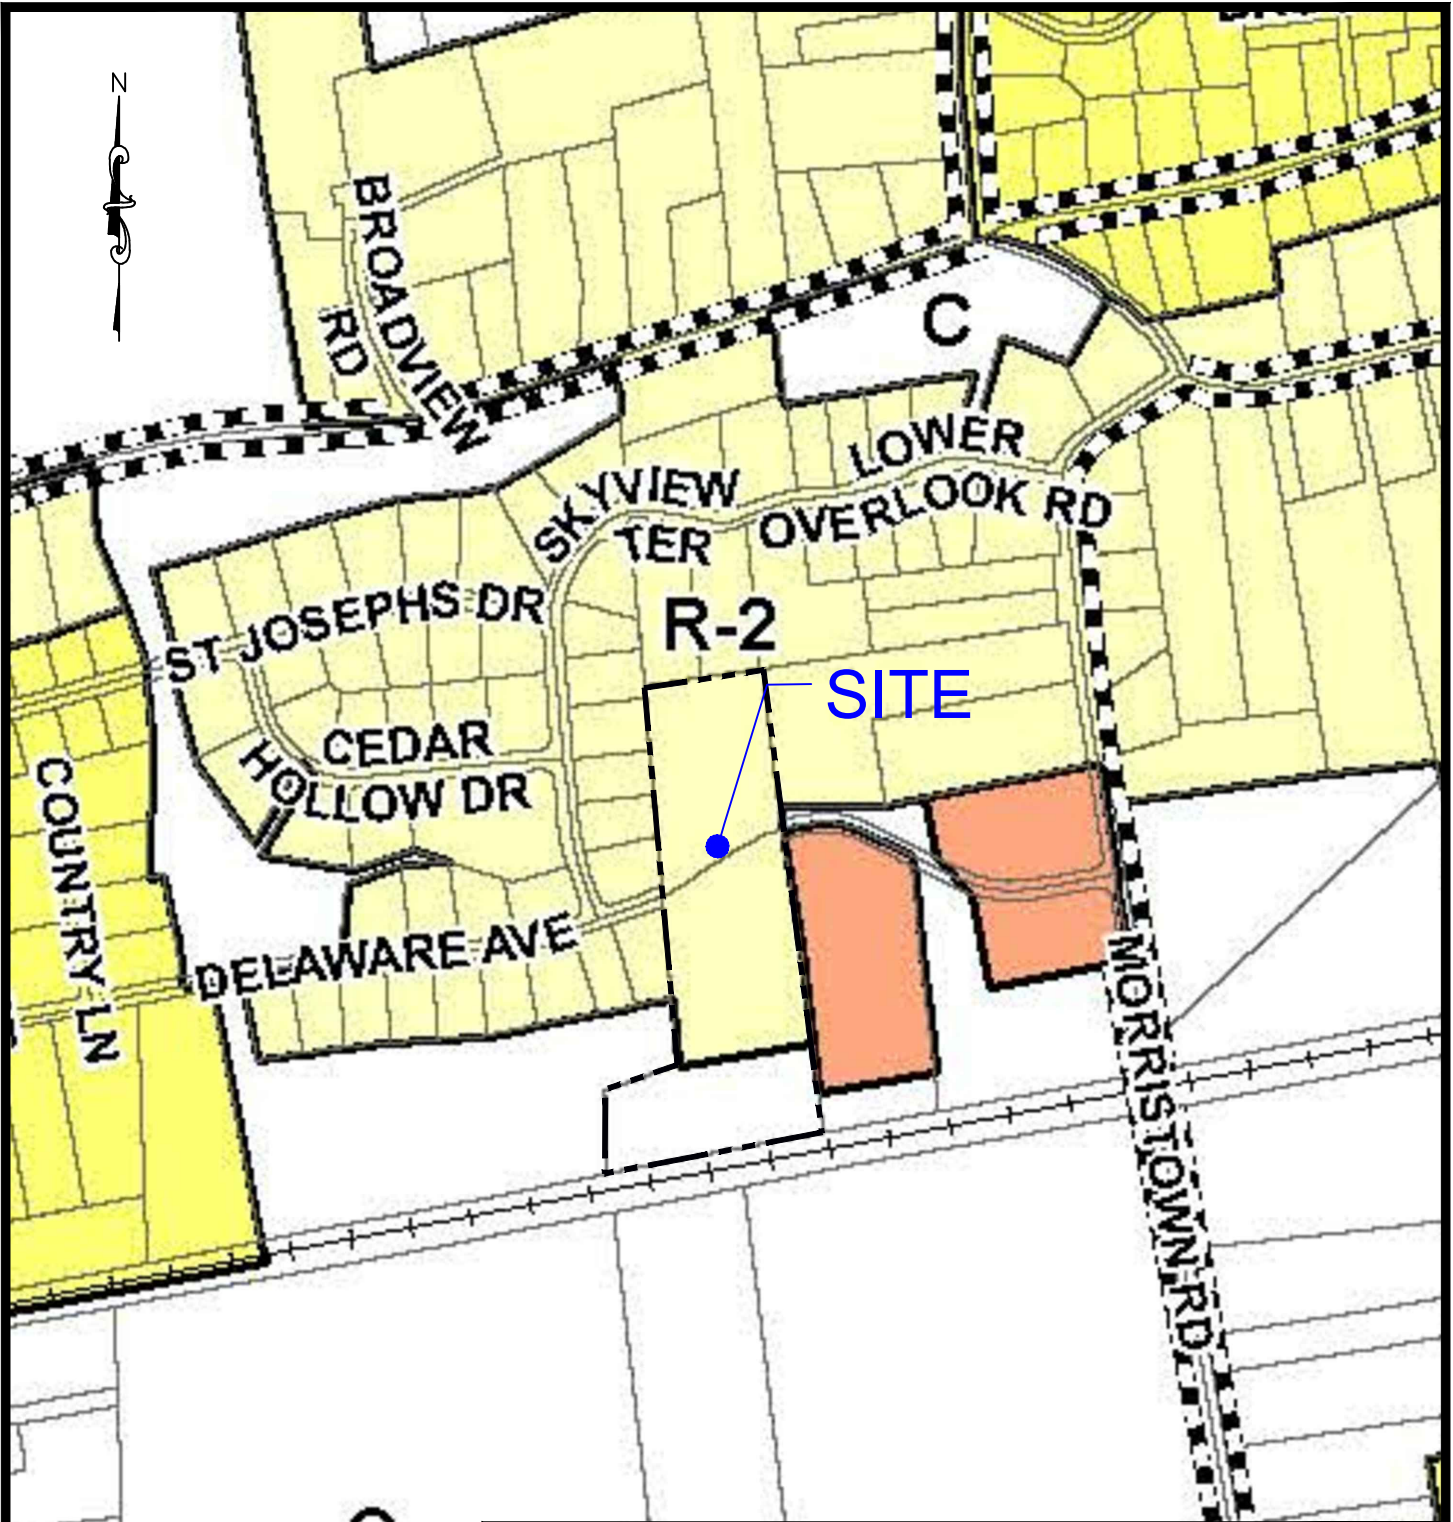 N
BROADVIEW
RD
C
LOWER
OVERLOOK RD
SKYVIEW
TER
ST JOSEPHS DR
R-2
SITE
CEDAR
HOLLOW DR
COUNTRY LN
DELAWARE AVE
MORRISTOWN RD